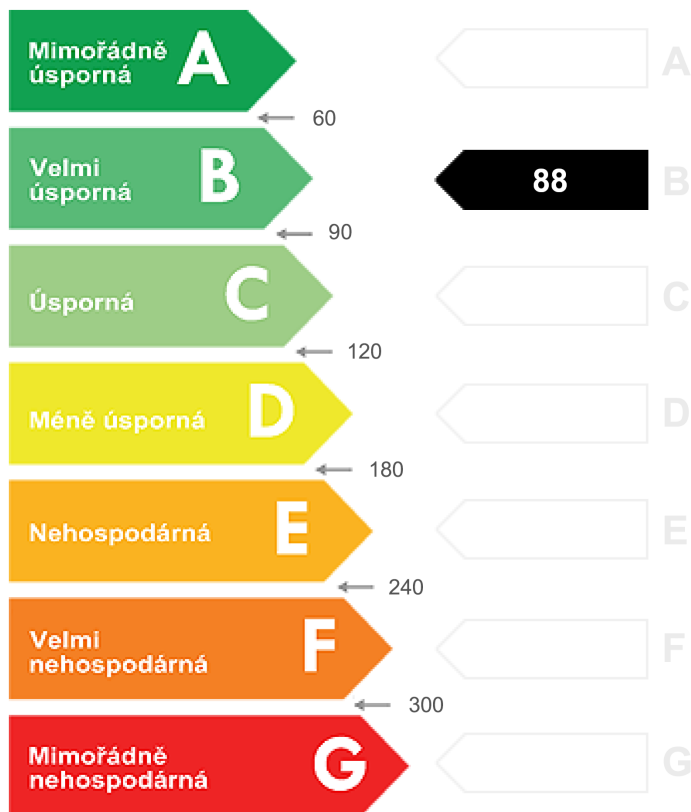 Mimořádně
úsporná
A
A
60
Velmi
úsporná
B
88
B
90
Úsporná
C
C
120
Méně úsporná
D
D
180
Nehospodárná
E
E
240
Velmi
nehospodárná
F
F
300
Mimořádně
nehospodárná
G
G